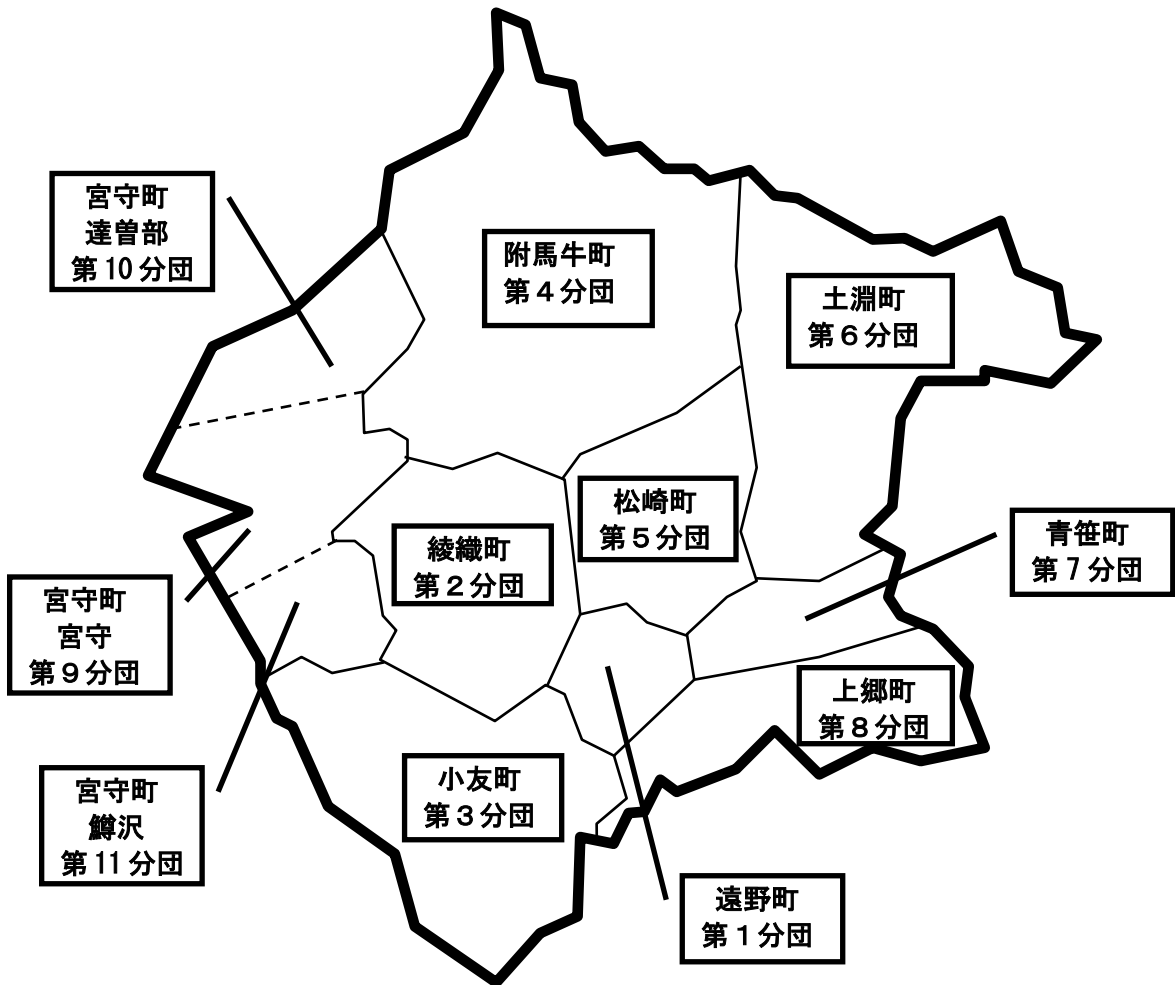 宮守町
達曽部
第10分団
附馬牛町
第４分団
土淵町
第６分団
松崎町
第５分団
青笹町
第７分団
綾織町
第２分団
宮守町
宮守
第９分団
上郷町
第８分団
小友町
第３分団
宮守町
鱒沢
第11分団
遠野町
第１分団